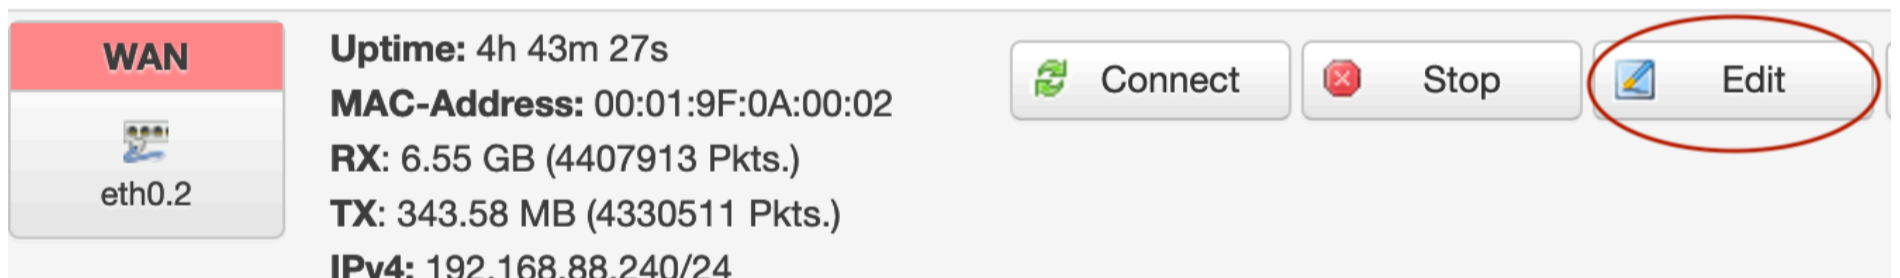 WAN
eth0.2
Uptime: 4h 43m 27s
MAC-Address: 00:01:9F:0A:00:02
RX: 6.55 GB (4407913 Pkts.)
TX: 343.58 MB (4330511 Pkts.)
IPv4: 192.168.88.240/24
Connect
Stop
Edit